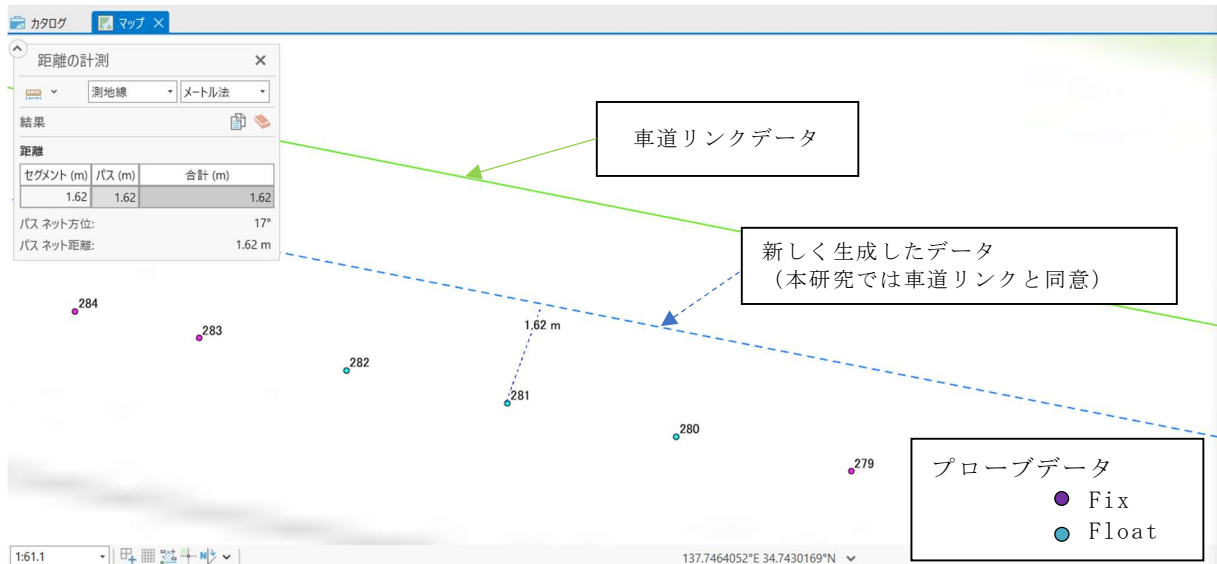 カタログ
マップ
距離の計測
測地線
メートル法
結果
距離
セグメント (m) パス (m) 合計 (m)
1.62 1.62 1.62
パス ネット方位: 17°
パス ネット距離: 1.62 m
車道リンクデータ
新しく生成したデータ
（本研究では車道リンクと同意）
284
283
282
1.62 m
281
280
279
プローブデータ
Fix
Float
1:61.1
N
137.7464052°E 34.7430169°N